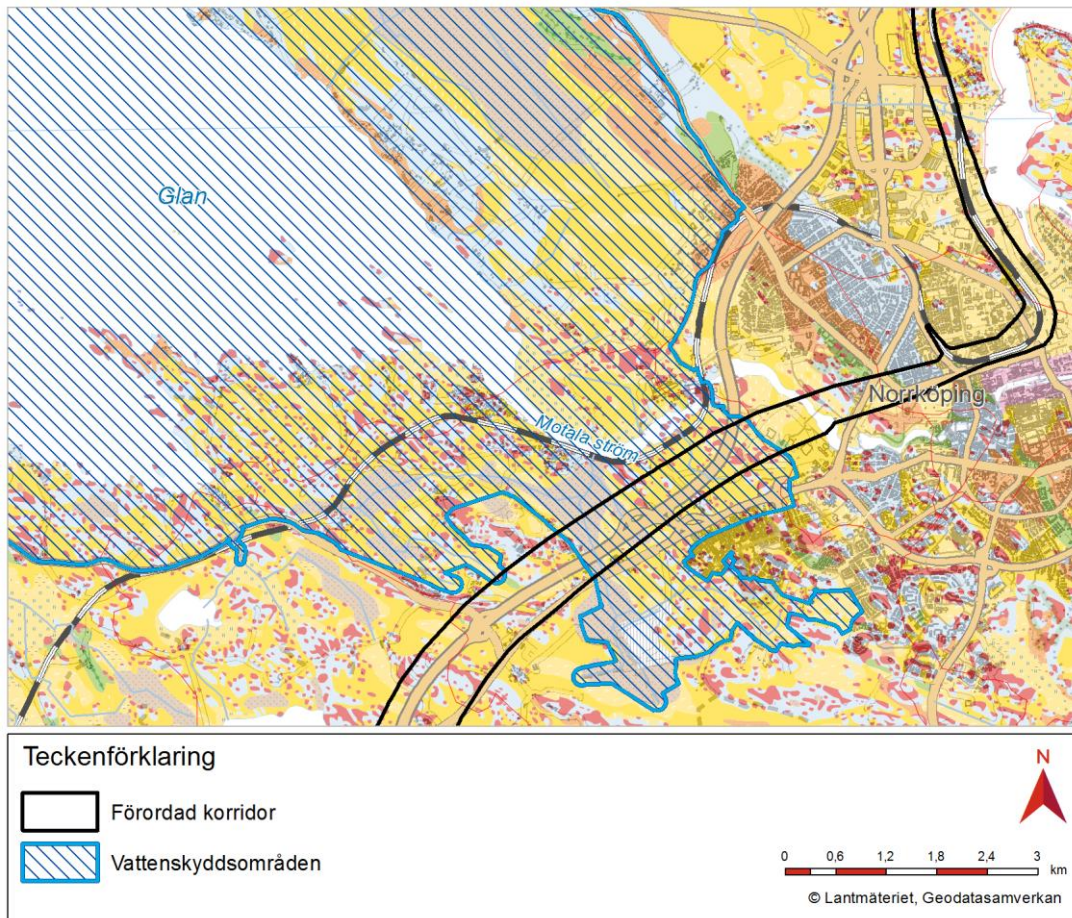 Glan
Motala ström
Norrköping
Teckenförklaring
Förordad korridor
Vattenskyddsområden
N
0 0,6 1,2 1,8 2,4 3
km
© Lantmäteriet, Geodatasamverkan